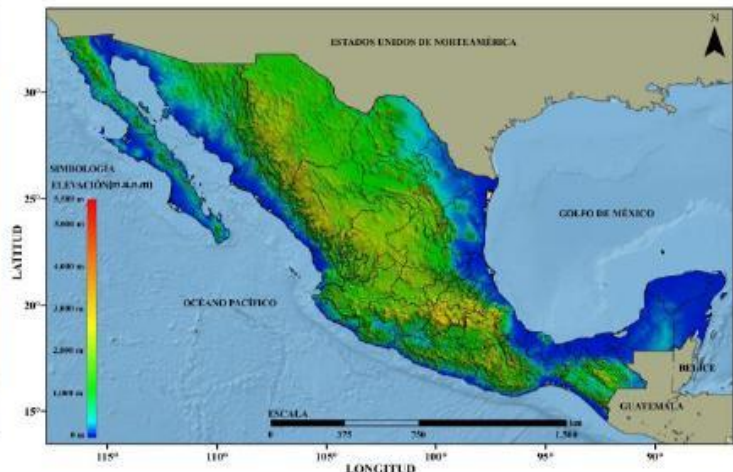 ESTADOS UNIDOS DE NORTEAMÉRICA
N
30°
SIMBOLOGÍA
ELEVACIÓN(m.s.n.m)
5,000 m
4,000 m
3,000 m
2,000 m
1,000 m
0 m
25°
20°
15°
LATITUD
GOLFO DE MÉXICO
OCÉANO PACÍFICO
BELICE
GUATEMALA
ESCALA
km
0 375 750 1,500
115° 110° 105° 100° 95° 90°
LONGITUD